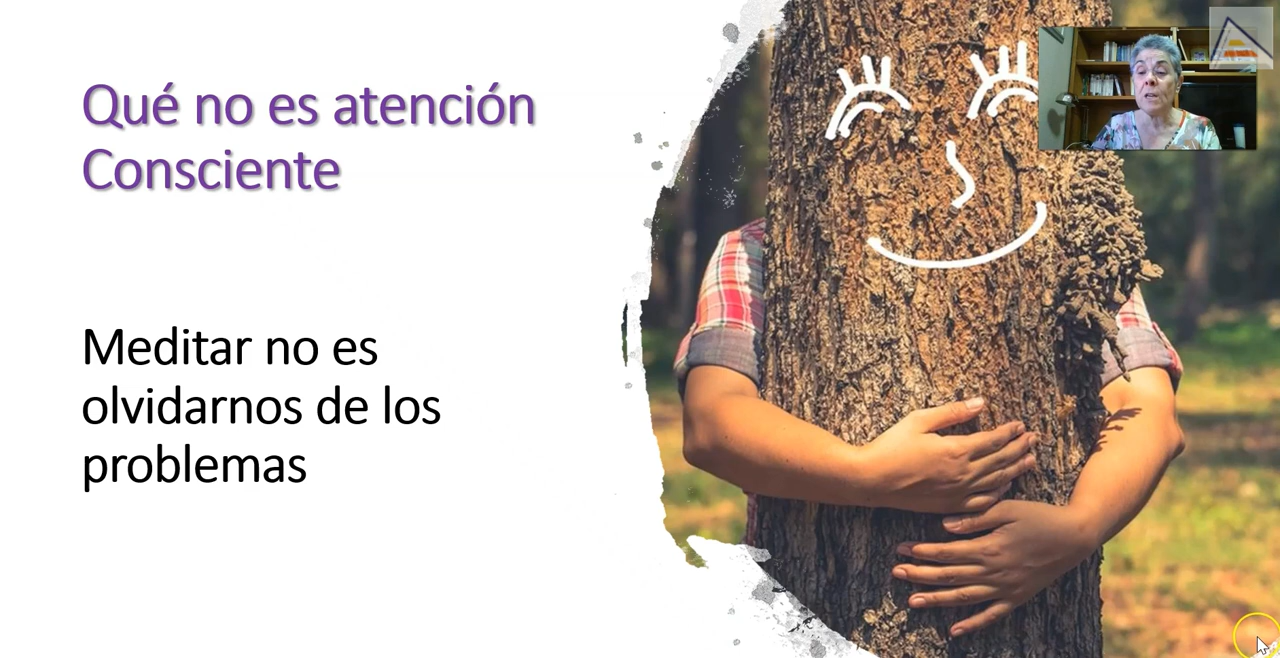 Qué no es atención
Consciente
Meditar no es
olvidarnos de los
problemas